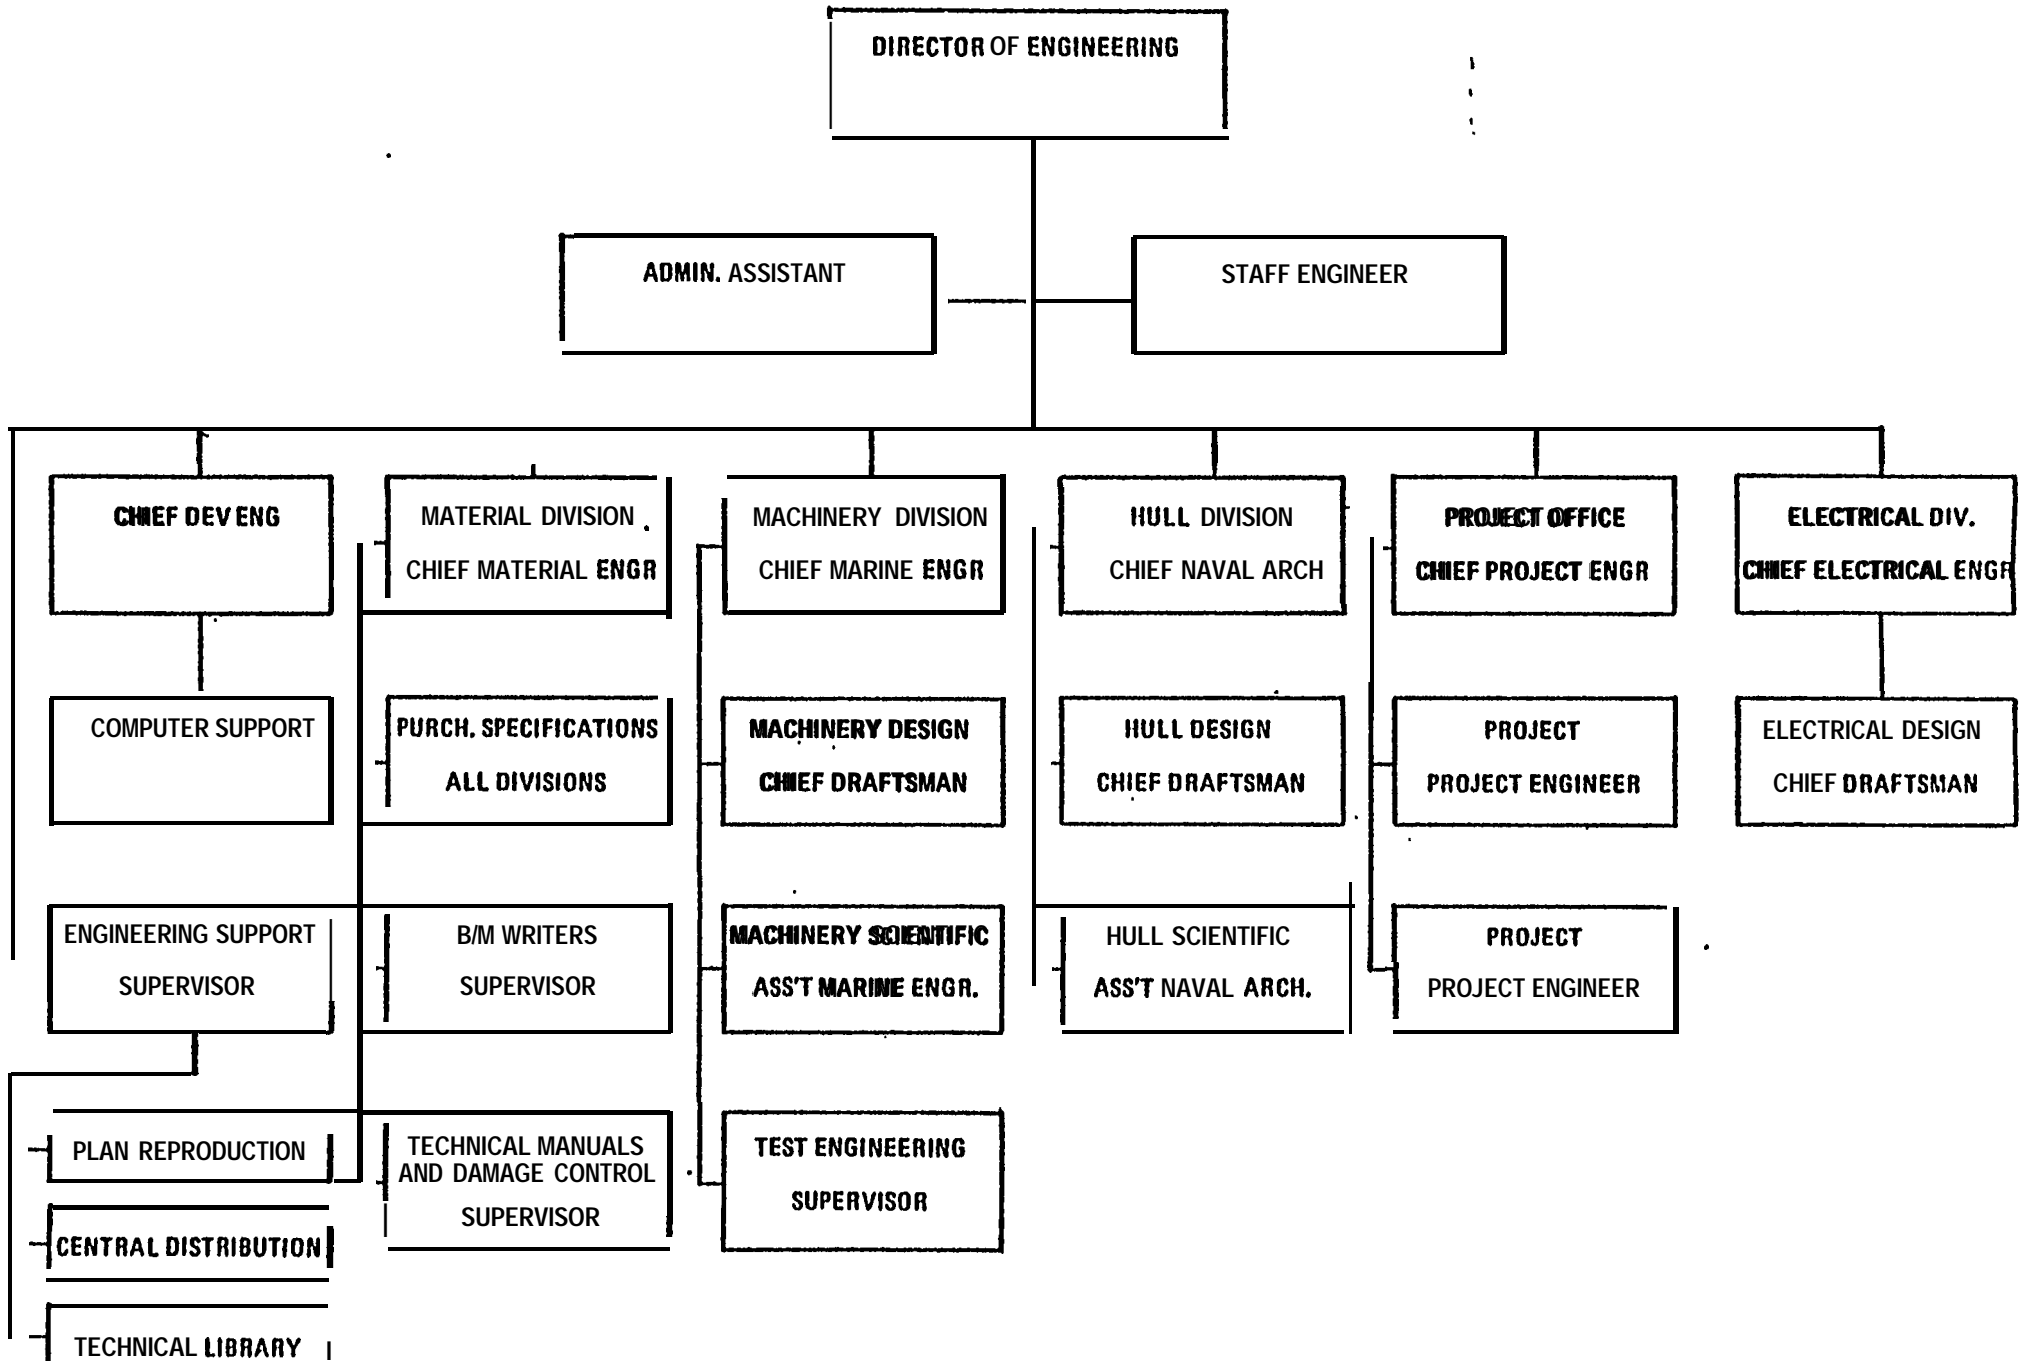 DIRECTOR OF ENGINEERING
ADMIN. ASSISTANT
STAFF ENGINEER
CHIEF DEV ENG
MATERIAL DIVISION
CHIEF MATERIAL ENGR
MACHINERY DIVISION
CHIEF MARINE ENGR
HULL DIVISION
CHIEF NAVAL ARCH
PROJECT OFFICE
CHIEF PROJECT ENGR
ELECTRICAL DIV.
CHIEF ELECTRICAL ENGR
COMPUTER SUPPORT
PURCH. SPECIFICATIONS
ALL DIVISIONS
MACHINERY DESIGN
CHIEF DRAFTSMAN
HULL DESIGN
CHIEF DRAFTSMAN
PROJECT
PROJECT ENGINEER
ELECTRICAL DESIGN
CHIEF DRAFTSMAN
ENGINEERING SUPPORT
SUPERVISOR
B/M WRITERS
SUPERVISOR
MACHINERY SCIENTIFIC
ASS'T MARINE ENGR.
HULL SCIENTIFIC
ASS'T NAVAL ARCH.
PROJECT
PROJECT ENGINEER
PLAN REPRODUCTION
TECHNICAL MANUALS
AND DAMAGE CONTROL
SUPERVISOR
TEST ENGINEERING
SUPERVISOR
CENTRAL DISTRIBUTION
TECHNICAL LIBRARY